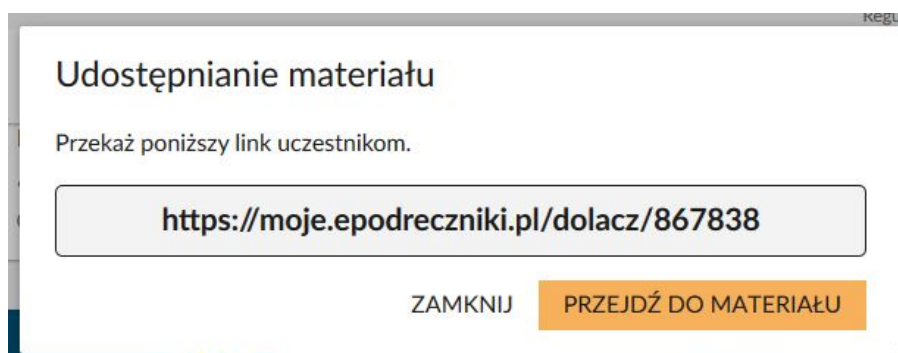 Udostępnianie materiału
Przekaż poniższy link uczestnikom.
https://moje.epodreczniki.pl/dolacz/867838
ZAMKNIJ PRZEJDŹ DO MATERIAŁU